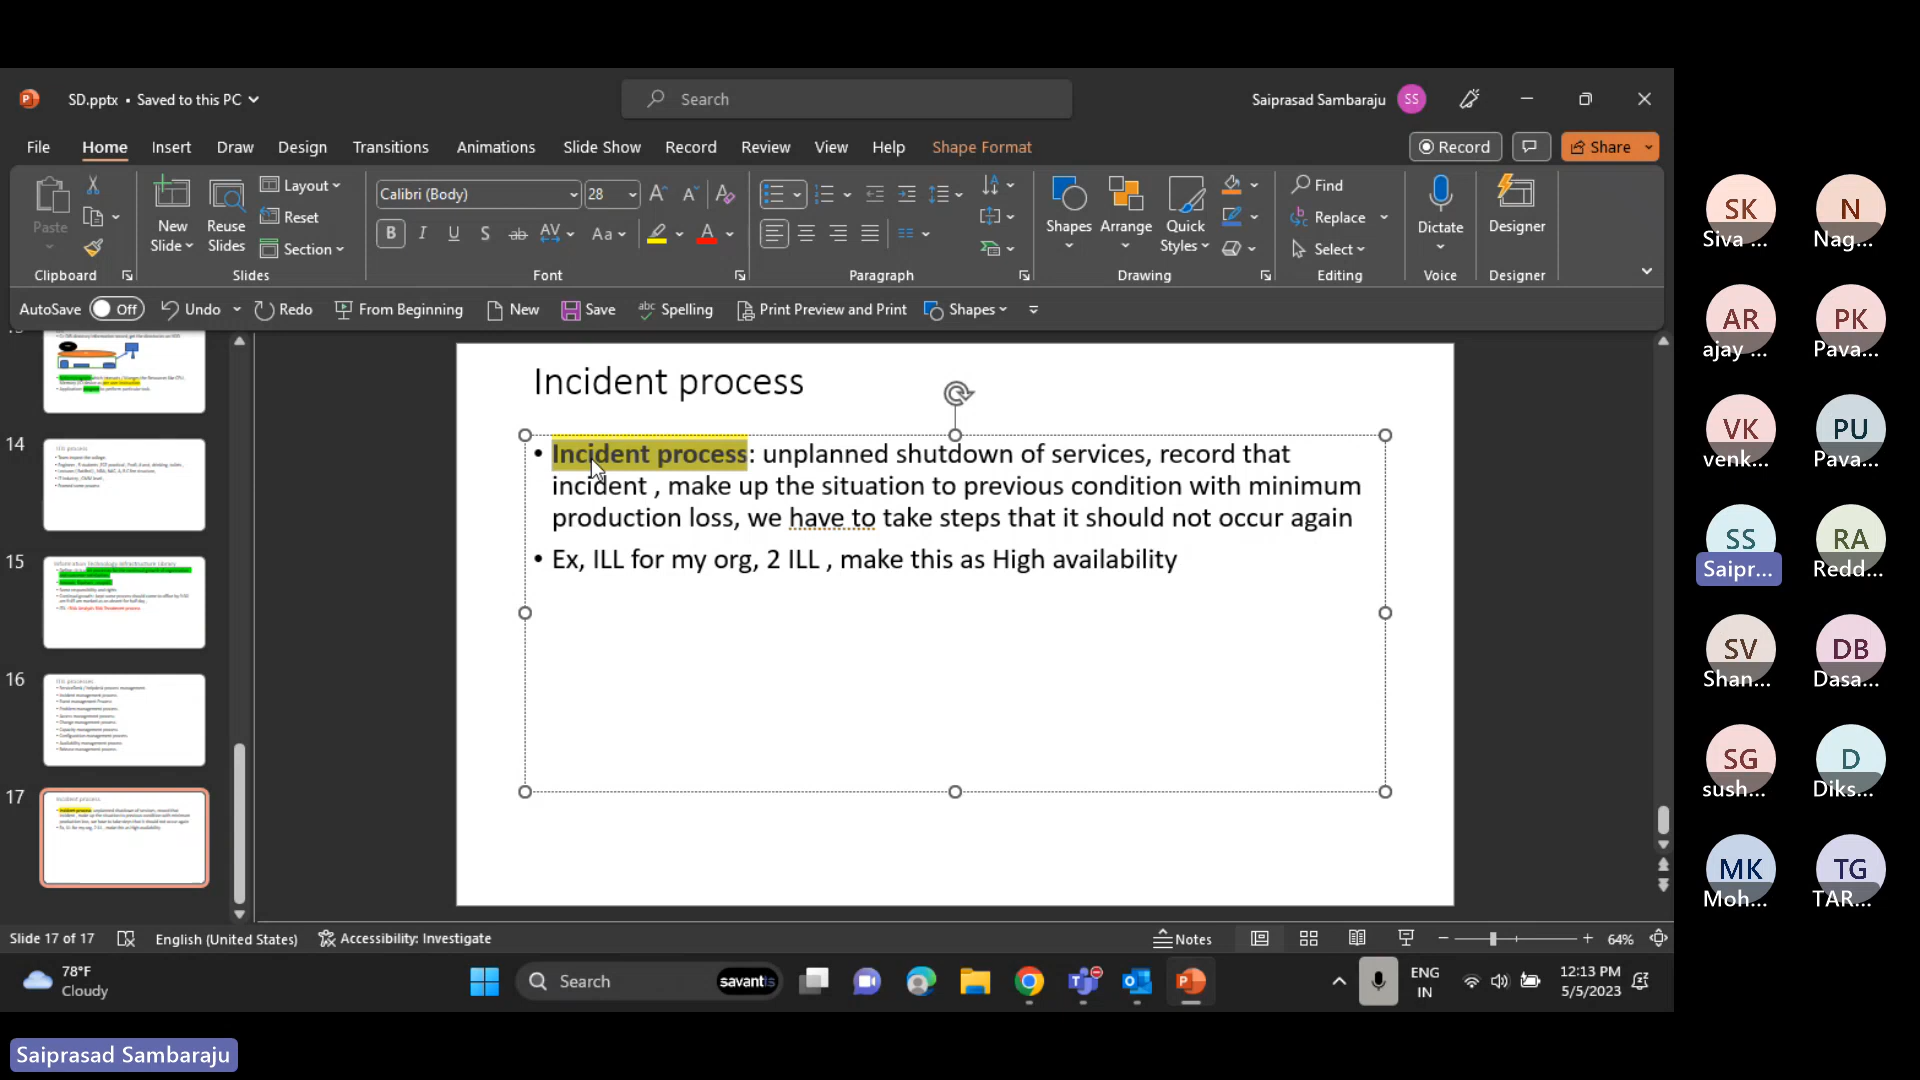 SD.pptx • Saved to this PC
Search
Saiprasad Sambaraju SS
File Home Insert Draw Design Transitions Animations Slide Show Record Review View Help Shape Format
Record
Share
Paste
New Slide
Reuse Slides
Layout
Reset
Section
Calibri (Body) 28
Find
Replace
Select
Shapes
Arrange
Quick Styles
Dictate
Designer
Clipboard Slides Font Paragraph Drawing Editing Voice Designer
AutoSave Off Undo Redo From Beginning New Save Spelling Print Preview and Print Shapes
14
15
16
17
Incident process
• Incident process: unplanned shutdown of services, record that
incident , make up the situation to previous condition with minimum
production loss, we have to take steps that it should not occur again
• Ex, ILL for my org, 2 ILL , make this as High availability
Slide 17 of 17 English (United States) Accessibility: Investigate Notes 64%
78°F
Cloudy
Search
savantis
ENG
IN
12:13 PM
5/5/2023
SK N
Siva ... Nag...
AR PK
ajay ... Pava...
VK PU
venk... Pava...
SS RA
Saipr... Redd...
SV DB
Shan... Dasa...
SG D
sush... Diks...
MK TG
Moh... TAR...
Saiprasad Sambaraju